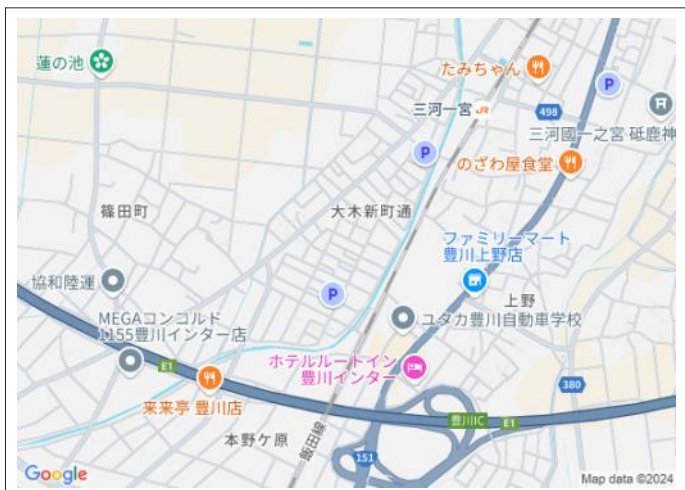 蓮の池
たみちゃん
P
三河一宮 JR
498
三河國一之宮 砥鹿神
P
のざわ屋食堂
篠田町
大木新町通
ファミリーマート
豊川上野店
協和陸運
P
上野
MEGAコンコルド
1155豊川インター店
ユタカ豊川自動車学校
E1
ホテルルートイン
豊川インター
380
来来亭 豊川店
豊川IC
E1
本野ケ原
飯田線
151
Google
Map data ©2024